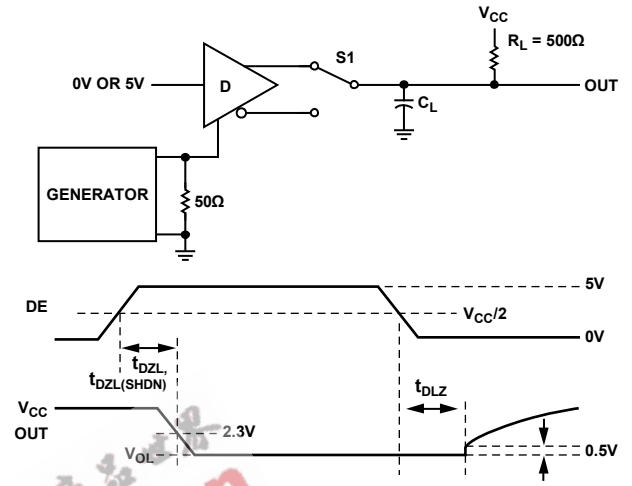 VCC
RL = 500Ω
S1
0V OR 5V
D
OUT
CL
GENERATOR
50Ω
5V
DE
VCC/2
0V
tDZL,
tDZL(SHDN)
tDLZ
VCC
OUT
2.3V
VOL
0.5V